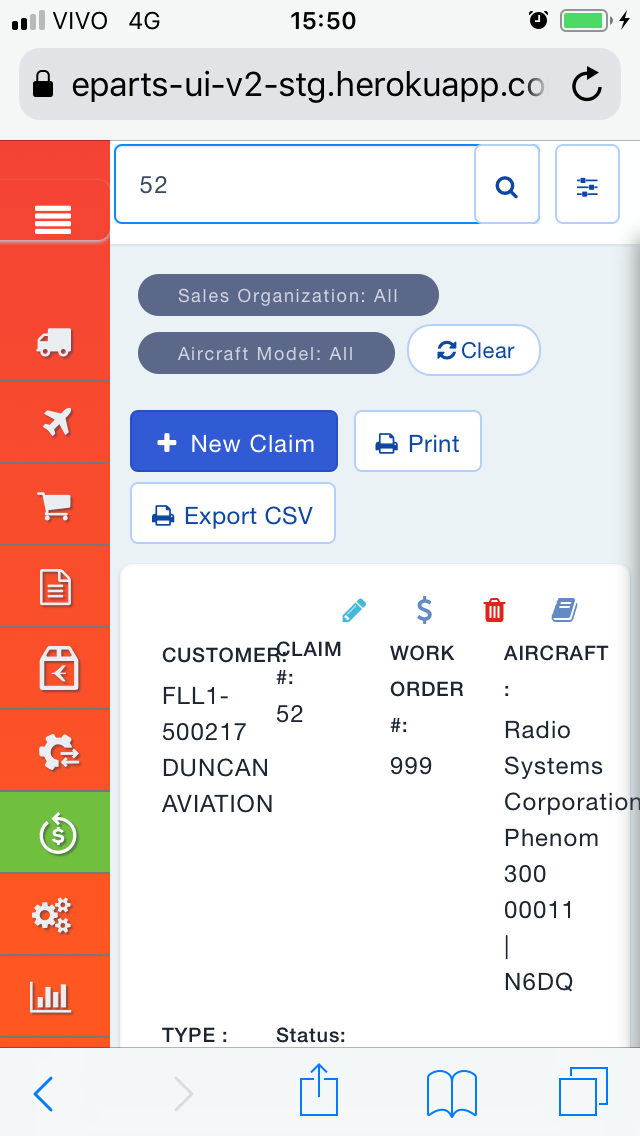 VIVO 4G 15:50
eparts-ui-v2-stg.herokuapp.co
52
Sales Organization: All
Aircraft Model: All
Clear
New Claim
Print
Export CSV
CUSTOMER:
FLL1-
500217
DUNCAN
AVIATION
CLAIM
#:
52
WORK
ORDER
#:
999
AIRCRAFT
:
Radio
Systems
Corporation
Phenom
300
00011
|
N6DQ
TYPE :
Status: